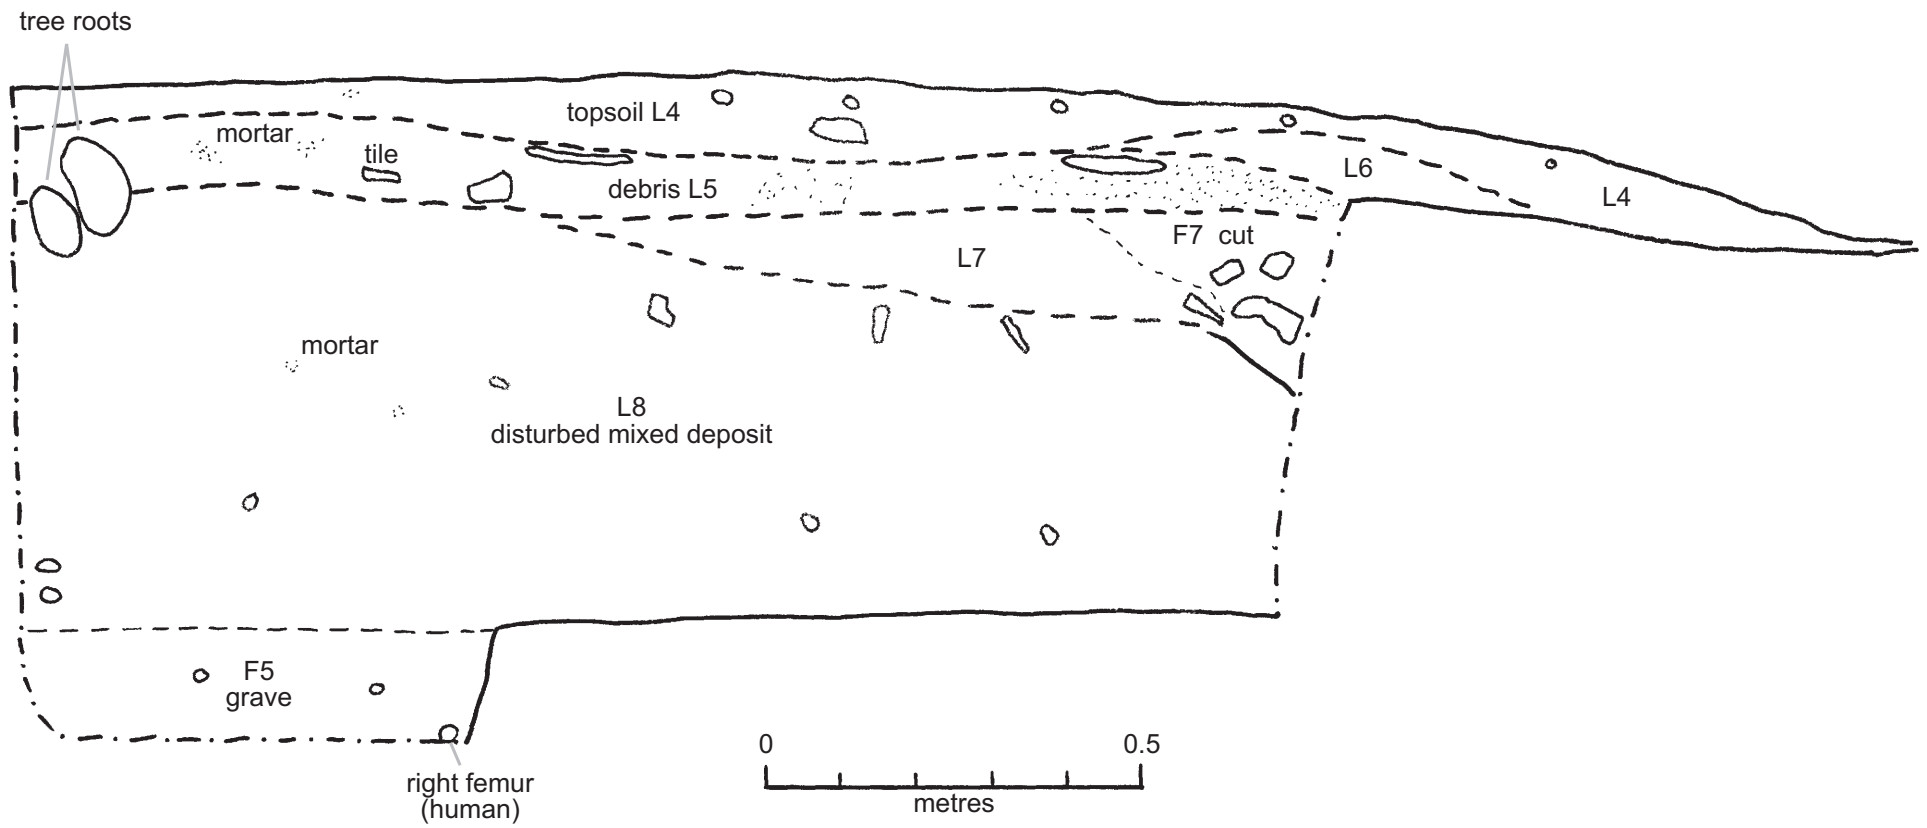 tree roots
topsoil L4
mortar
tile
L6
debris L5
L4
F7 cut
L7
mortar
L8
disturbed mixed deposit
F5
grave
0 0.5
metres
right femur
(human)